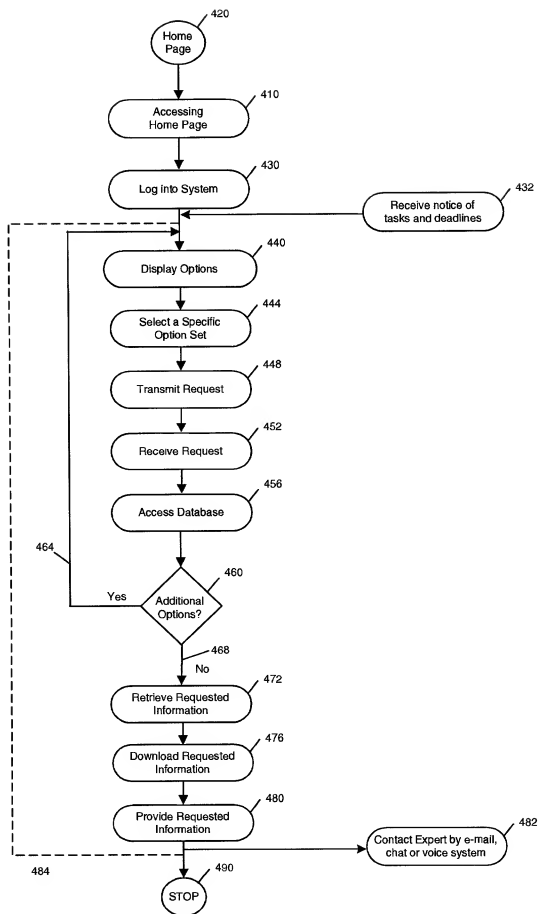 420
Home
Page
410
Accessing
Home Page
430
Log into System
432
Receive notice of
tasks and deadlines
440
Display Options
444
Select a Specific
Option Set
448
Transmit Request
452
Receive Request
456
Access Database
464
460
Yes
Additional
Options?
468
No
472
Retrieve Requested
Information
476
Download Requested
Information
480
Provide Requested
Information
482
Contact Expert by e-mail,
chat or voice system
484
490
STOP